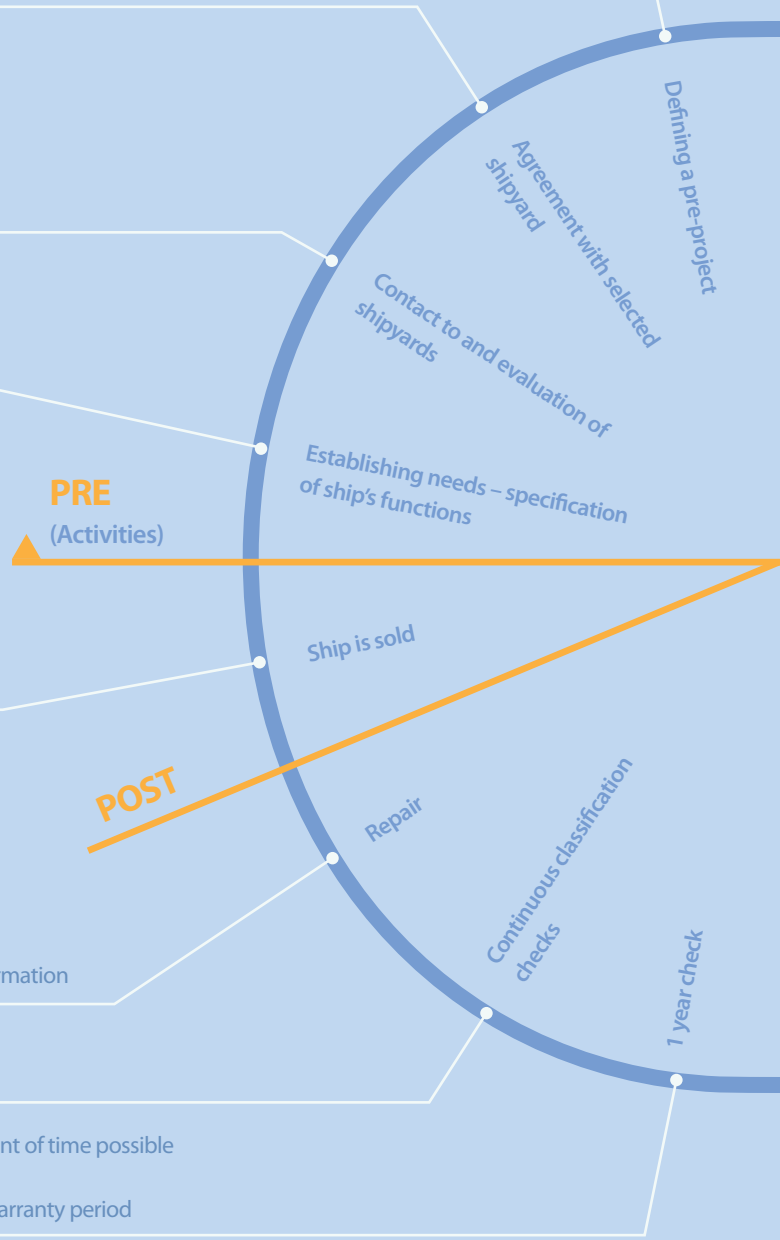 Defining a pre-project
Agreement with selected
shipyard
Contact to and evaluation of
shipyards
Establishing needs – specification
of ship's functions
PRE
(Activities)
Ship is sold
POST
Repair
Continuous classification
checks
1 year check
rmation
nt of time possible
arranty period